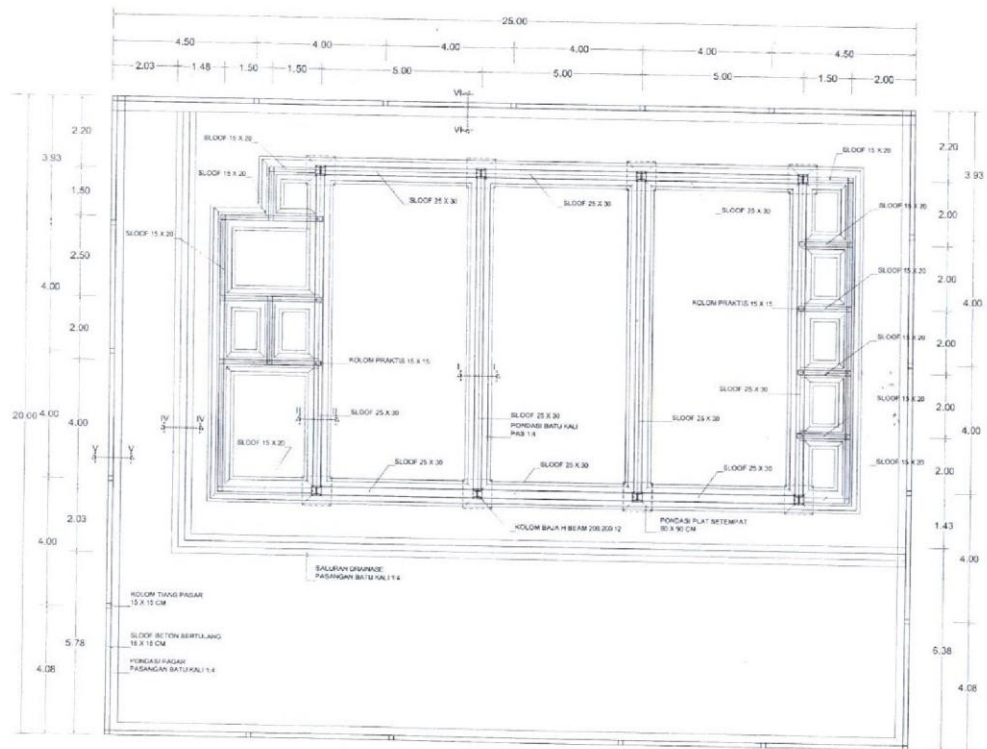 25.00
4.50 4.00 4.00 4.00 4.00 4.50
2.03 1.48 1.50 1.50 5.00 5.00 5.00 1.50 2.00
VI
VI
2.20
3.93
1.50
2.50
4.00
2.00
20.00
4.00
4.00
2.03
4.00
5.78
4.08
2.20
3.93
2.00
2.00
4.00
2.00
2.00
4.00
2.00
1.43
4.00
6.38
4.08
SLOOF 15 X 20
SLOOF 15 X 20
SLOOF 15 X 20
SLOOF 25 X 30
SLOOF 25 X 30
SLOOF 25 X 30
SLOOF 15 X 20
SLOOF 15 X 20
SLOOF 15 X 20
KOLOM PRAKTIS 15 X 15
SLOOF 15 X 20
KOLOM PRAKTIS 15 X 15
I I
SLOOF 25 X 30
SLOOF 15 X 20
II II
SLOOF 25 X 30
SLOOF 25 X 30
PONDASI BATU KALI
PAS 1:4
SLOOF 25 X 30
IV IV
V V
SLOOF 15 X 20
SLOOF 25 X 30
SLOOF 25 X 30
SLOOF 25 X 30
KOLOM BAJA H BEAM 200.200.12
PONDASI PLAT SETEMPAT
90 X 90 CM
SALURAN DRAINASE
PASANGAN BATU KALI 1:4
KOLOM TIANG PAGAR
15 X 15 CM
SLOOF BETON BERTULANG
PONDASI PAGAR
PASANGAN BATU KALI 1:4